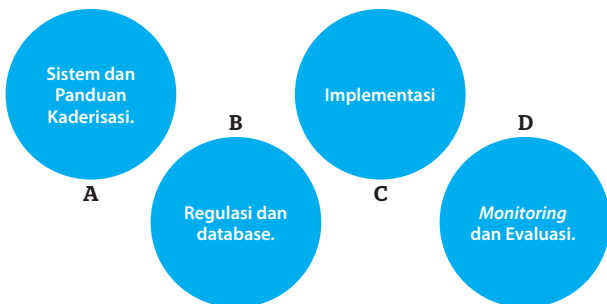 Sistem dan
Panduan
Kaderisasi.
A
B
Regulasi dan
database.
Implementasi
C
D
Monitoring
dan Evaluasi.